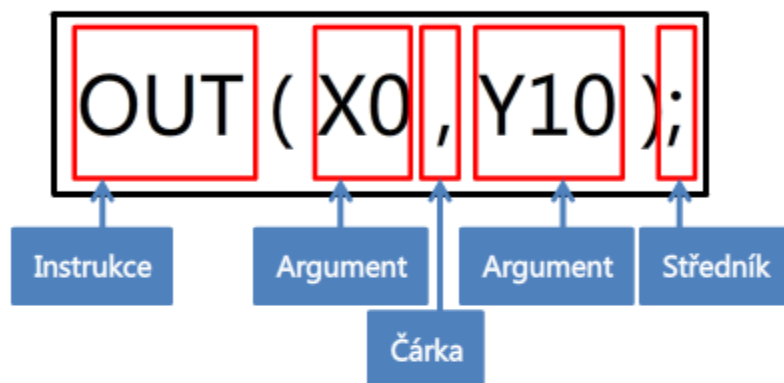 OUT ( X0 , Y10 );
Instrukce
Argument
Argument
Středník
Čárka